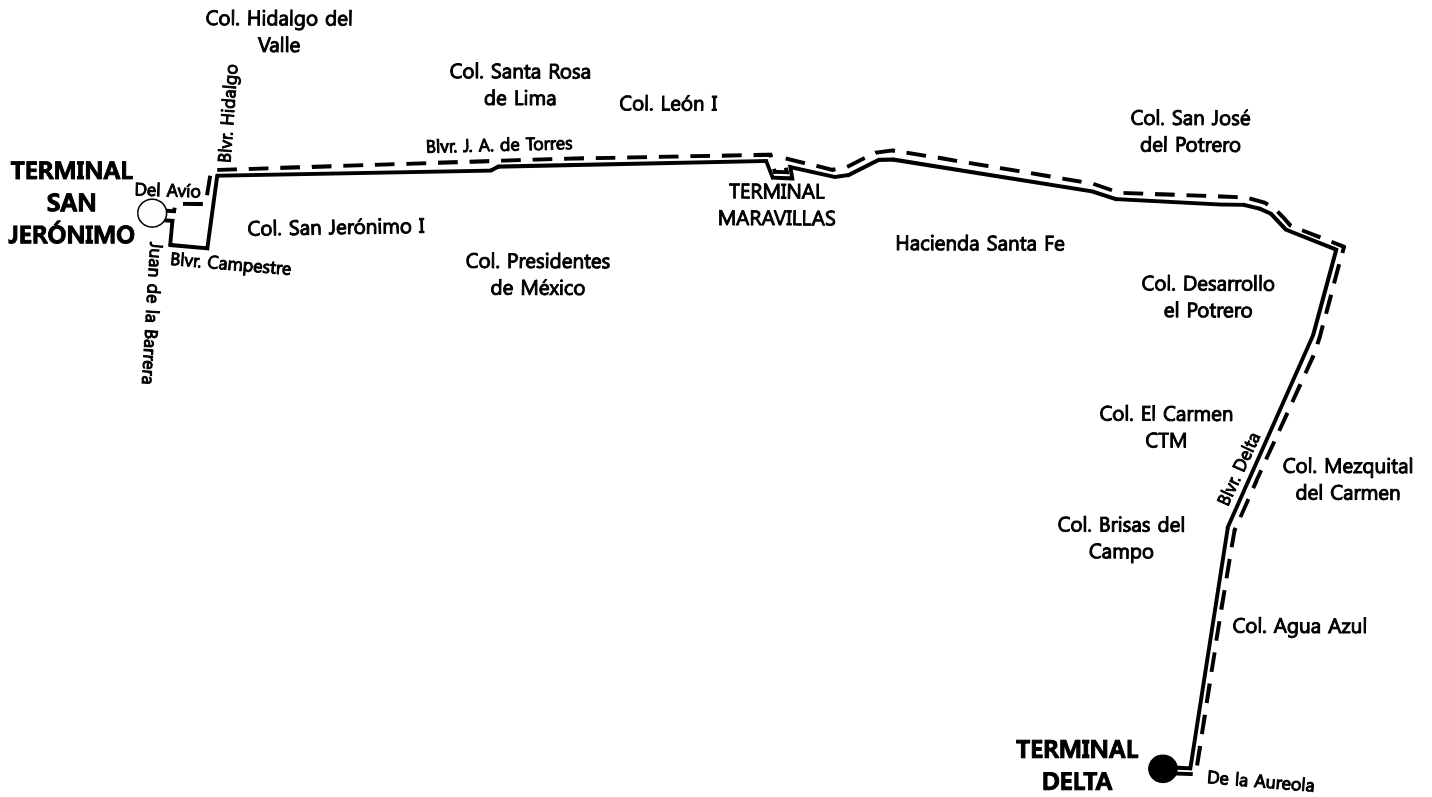 Col. Hidalgo del
Valle
Col. Santa Rosa
de Lima
Col. León I
Col. San José
del Potrero
Blvr. Hidalgo
Blvr. J. A. de Torres
TERMINAL
SAN
JERÓNIMO
Del Avío
TERMINAL
MARAVILLAS
Col. San Jerónimo I
Hacienda Santa Fe
Blvr. Campestre
Juan de la Barrera
Col. Presidentes
de México
Col. Desarrollo
el Potrero
Col. El Carmen
CTM
Blvr. Delta
Col. Mezquital
del Carmen
Col. Brisas del
Campo
Col. Agua Azul
TERMINAL
DELTA
De la Aureola